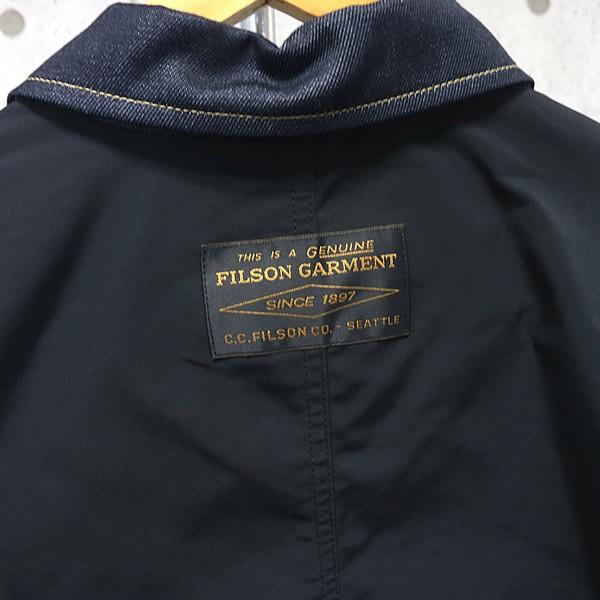 THIS IS A GENUINE
FILSON GARMENT
SINCE 1897
C.C.FILSON CO. - SEATTLE